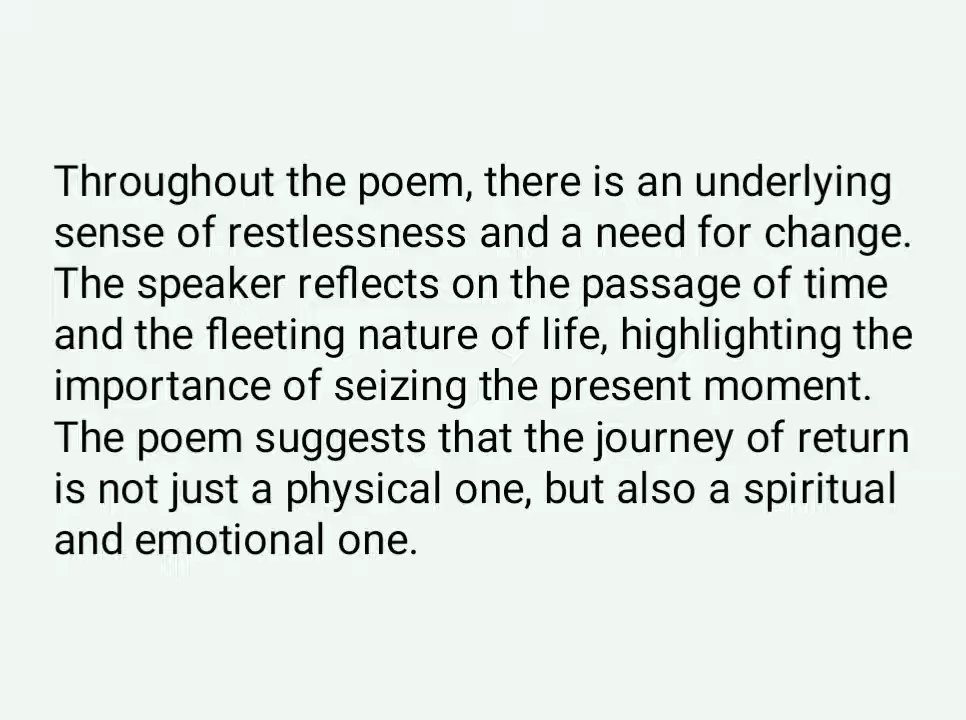 Throughout the poem, there is an underlying
sense of restlessness and a need for change.
The speaker reflects on the passage of time
and the fleeting nature of life, highlighting the
importance of seizing the present moment.
The poem suggests that the journey of return
is not just a physical one, but also a spiritual
and emotional one.